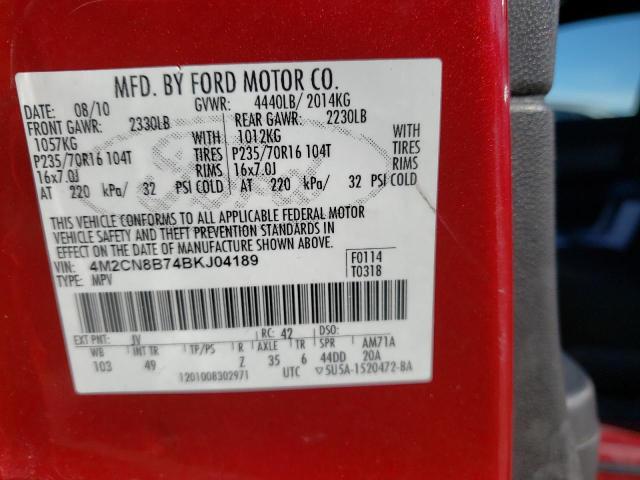 MFD. BY FORD MOTOR CO.
DATE: 08/10 GVWR: 4440LB/ 2014KG
FRONT GAWR: 2330LB REAR GAWR: 2230LB
1057KG WITH 1012KG WITH
P235/70R16 104T TIRES P235/70R16 104T TIRES
16x7.0J RIMS 16x7.0J RIMS
AT 220 kPa/ 32 PSI COLD AT 220 kPa/ 32 PSI COLD
THIS VEHICLE CONFORMS TO ALL APPLICABLE FEDERAL MOTOR
VEHICLE SAFETY AND THEFT PREVENTION STANDARDS IN
EFFECT ON THE DATE OF MANUFACTURE SHOWN ABOVE.
VIN: 4M2CN8B74BKJ04189 F0114
TYPE: MPV T0318
EXT PNT: JV RC: 42 DSO:
WB INT TR TP/PS R AXLE TR SPR AM71A
103 49 Z 35 6 44DD 20A
1201008302971 UTC 5U5A-1520472-BA